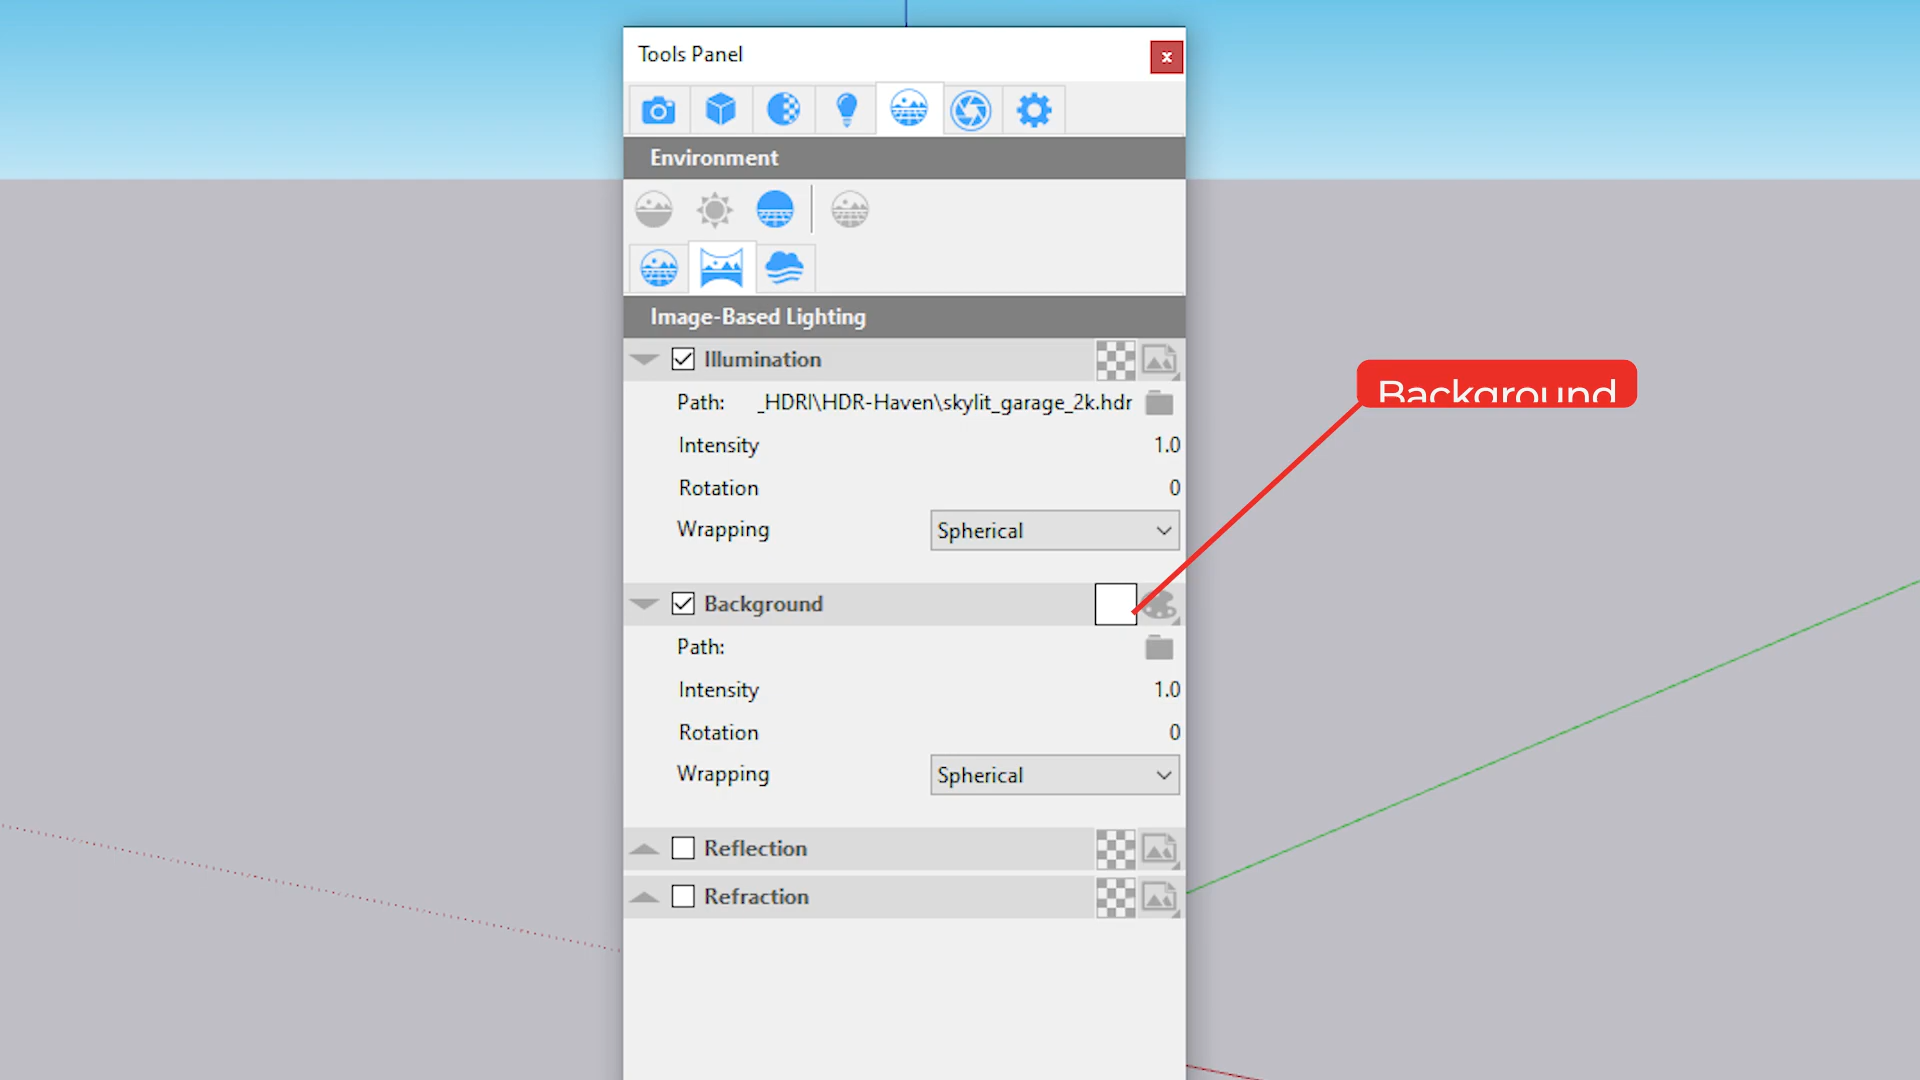 Tools Panel
x
Environment
Image-Based Lighting
Illumination
Path: _HDRI\HDR-Haven\skylit_garage_2k.hdr
Intensity 1.0
Rotation 0
Wrapping Spherical
Background
Background
Path:
Intensity 1.0
Rotation 0
Wrapping Spherical
Reflection
Refraction